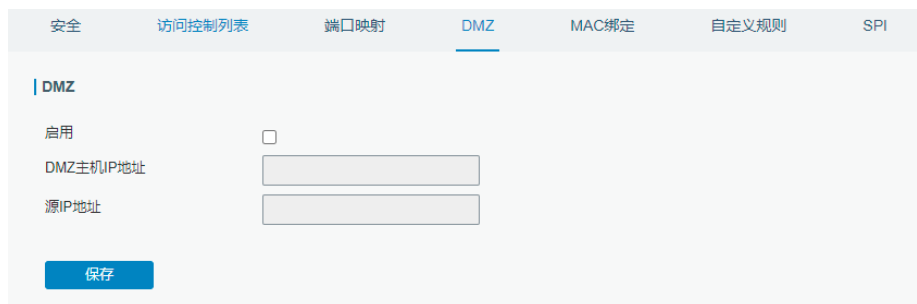 安全 访问控制列表 端口映射 DMZ MAC绑定 自定义规则 SPI
DMZ
启用
DMZ主机IP地址
源IP地址
保存